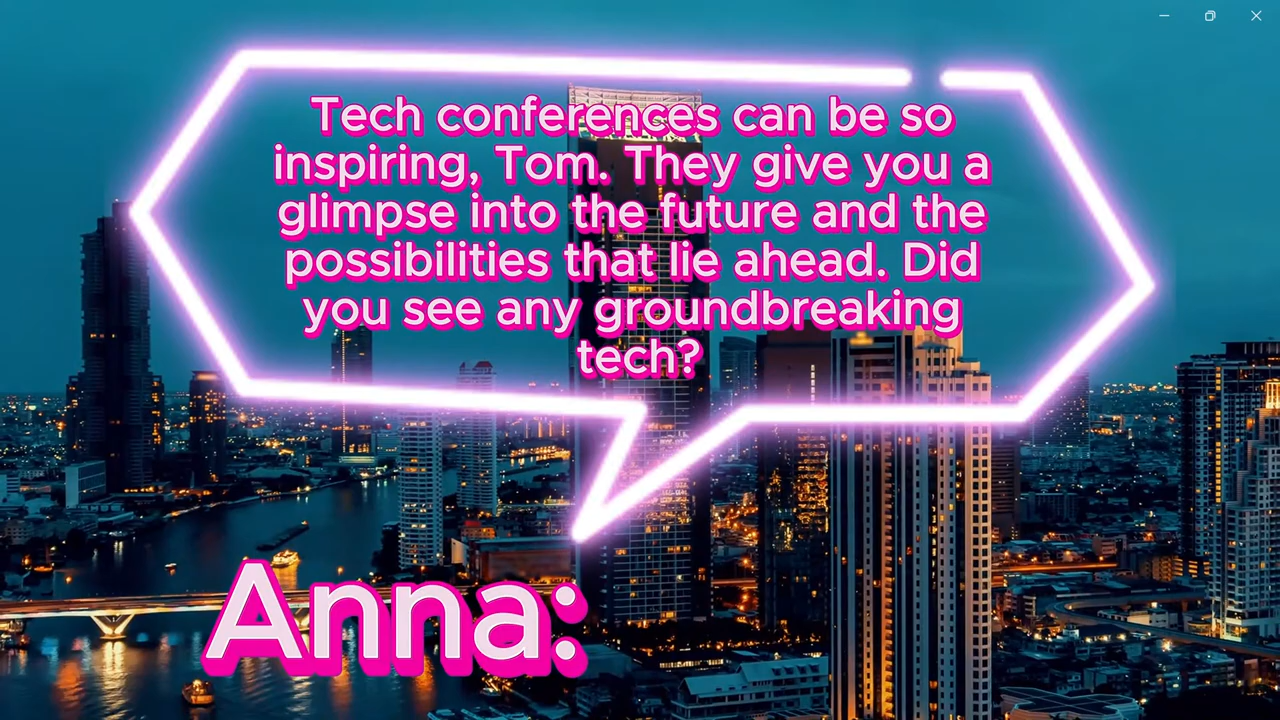 Tech conferences can be so
inspiring, Tom. They give you a
glimpse into the future and the
possibilities that lie ahead. Did
you see any groundbreaking
tech?
Anna: